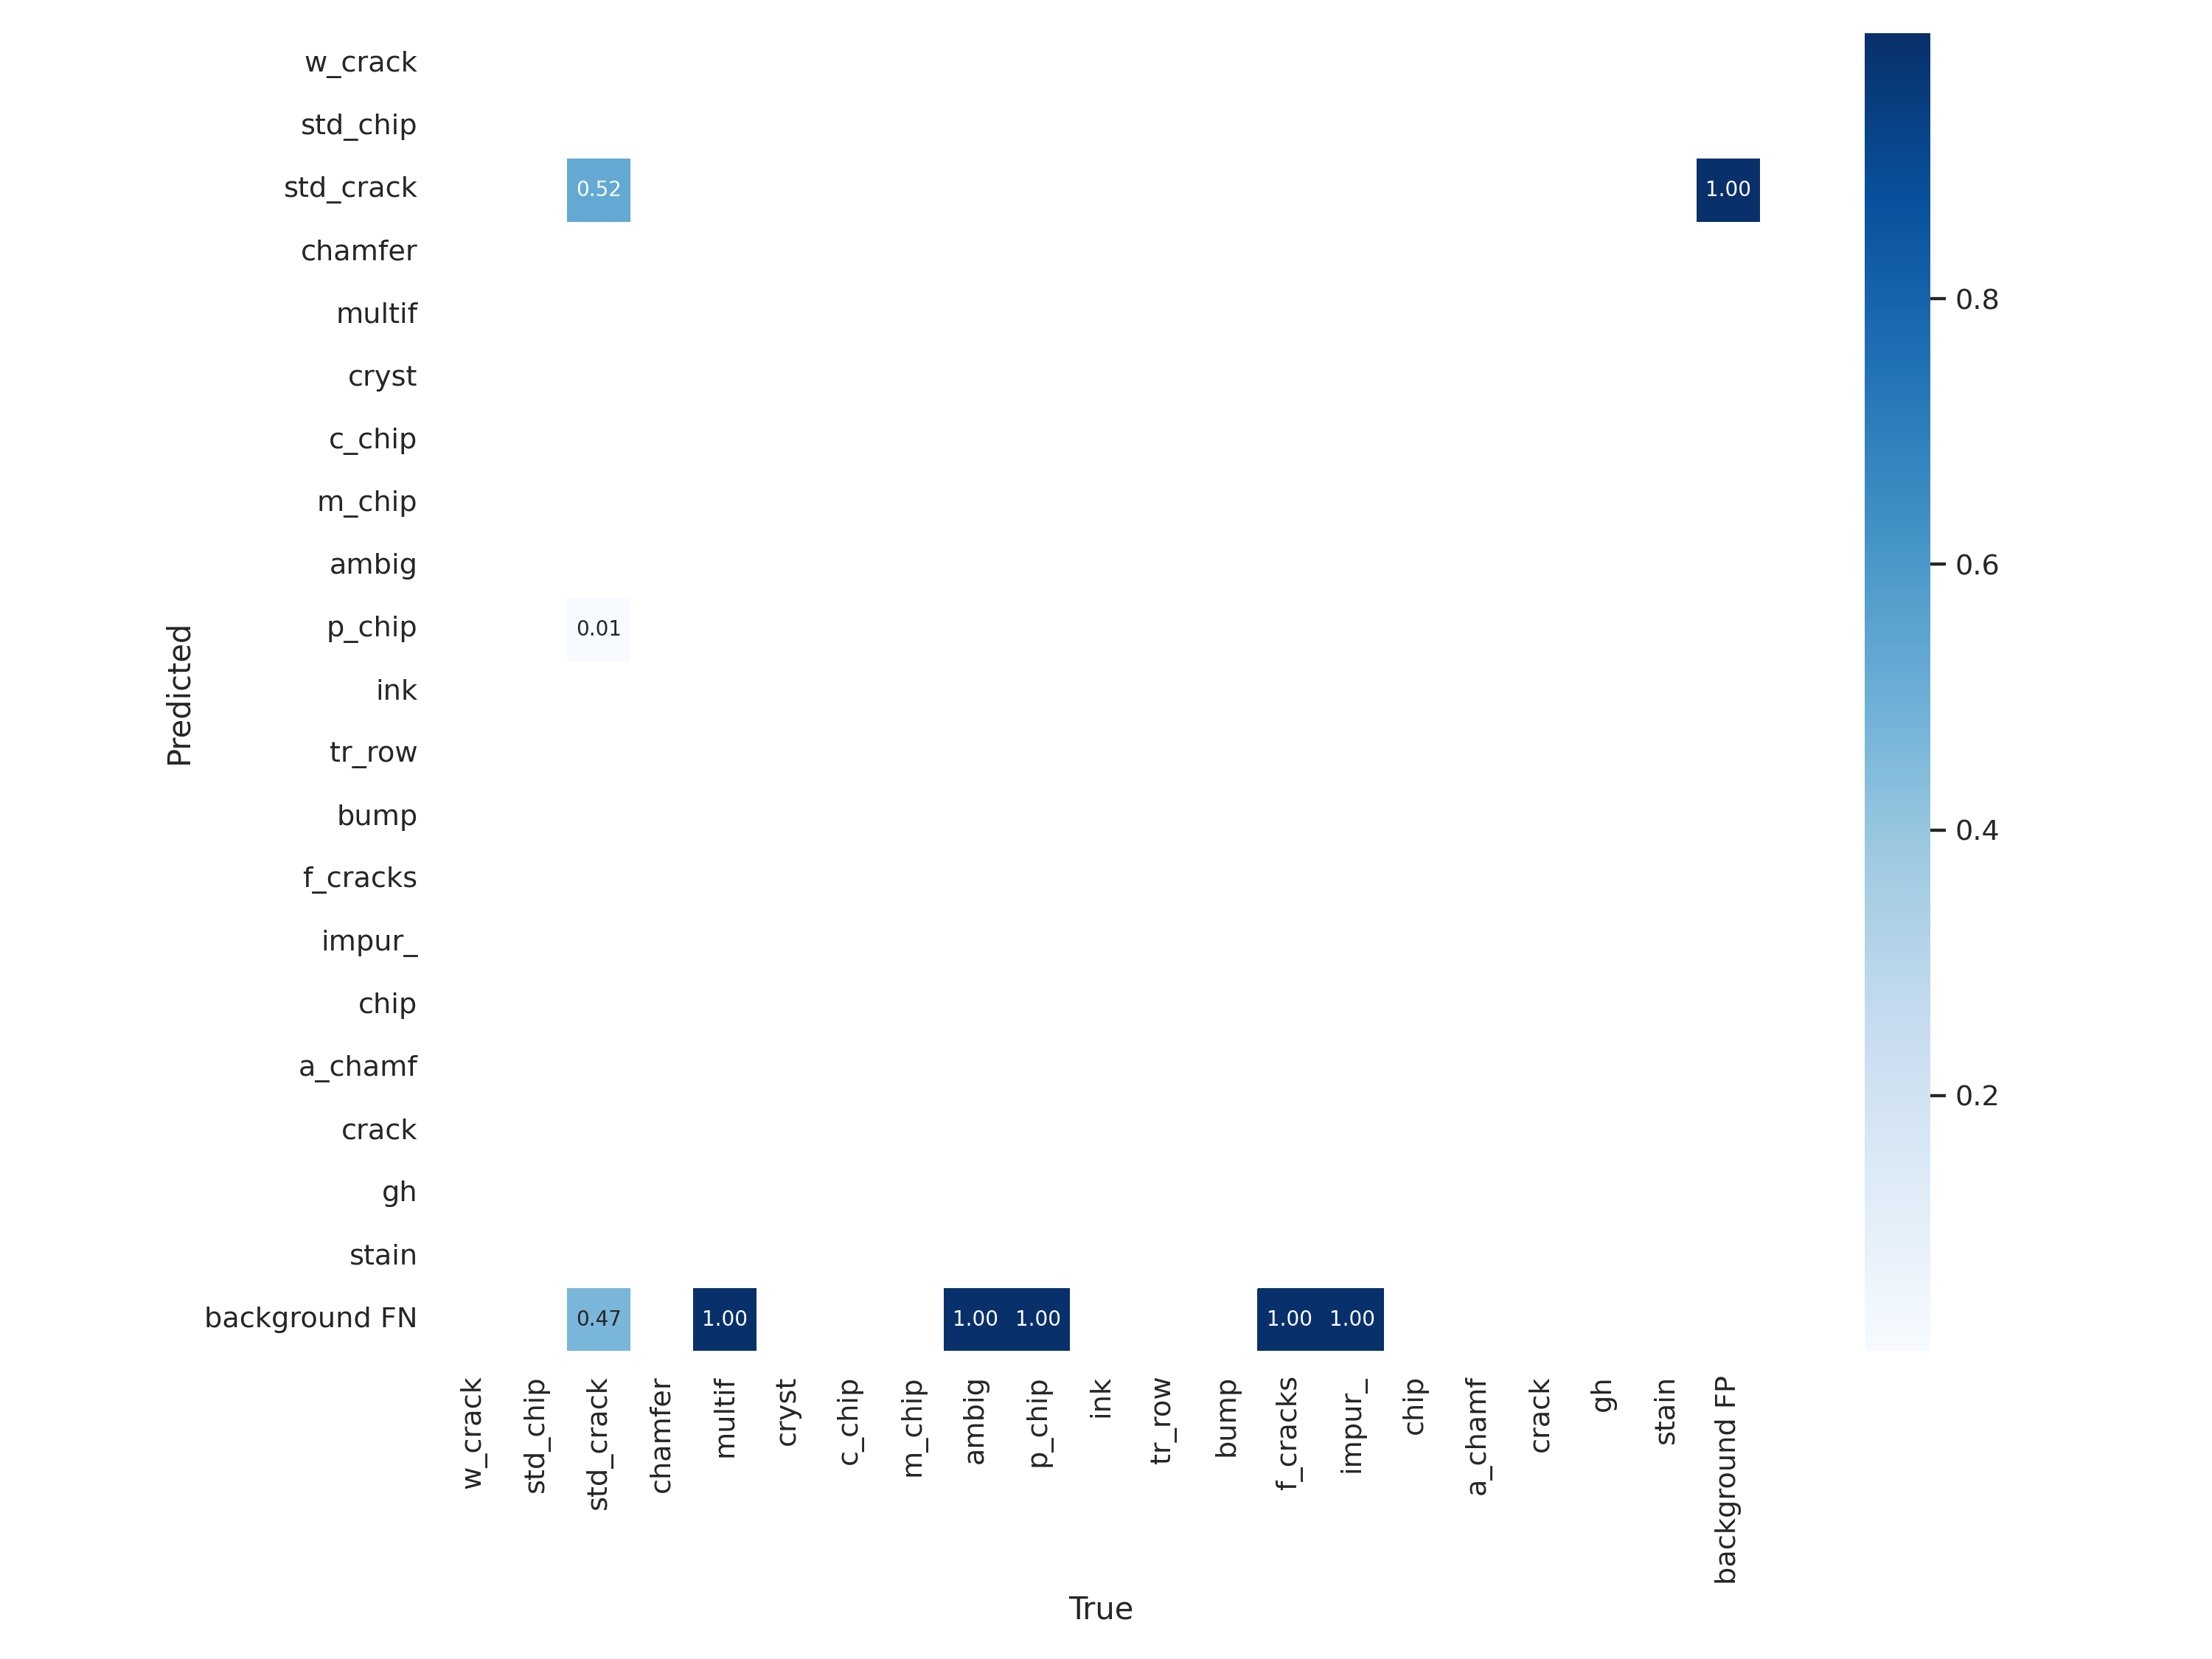 w_crack
std_chip
std_crack 0.52 1.00
chamfer
multif
cryst
c_chip
m_chip
ambig
p_chip 0.01
ink
tr_row
bump
f_cracks
impur_
chip
a_chamf
crack
gh
stain
background FN 0.47 1.00 1.00 1.00 1.00 1.00
Predicted
w_crack
std_chip
std_crack
chamfer
multif
cryst
c_chip
m_chip
ambig
p_chip
ink
tr_row
bump
f_cracks
impur_
chip
a_chamf
crack
gh
stain
background FP
True
0.8
0.6
0.4
0.2